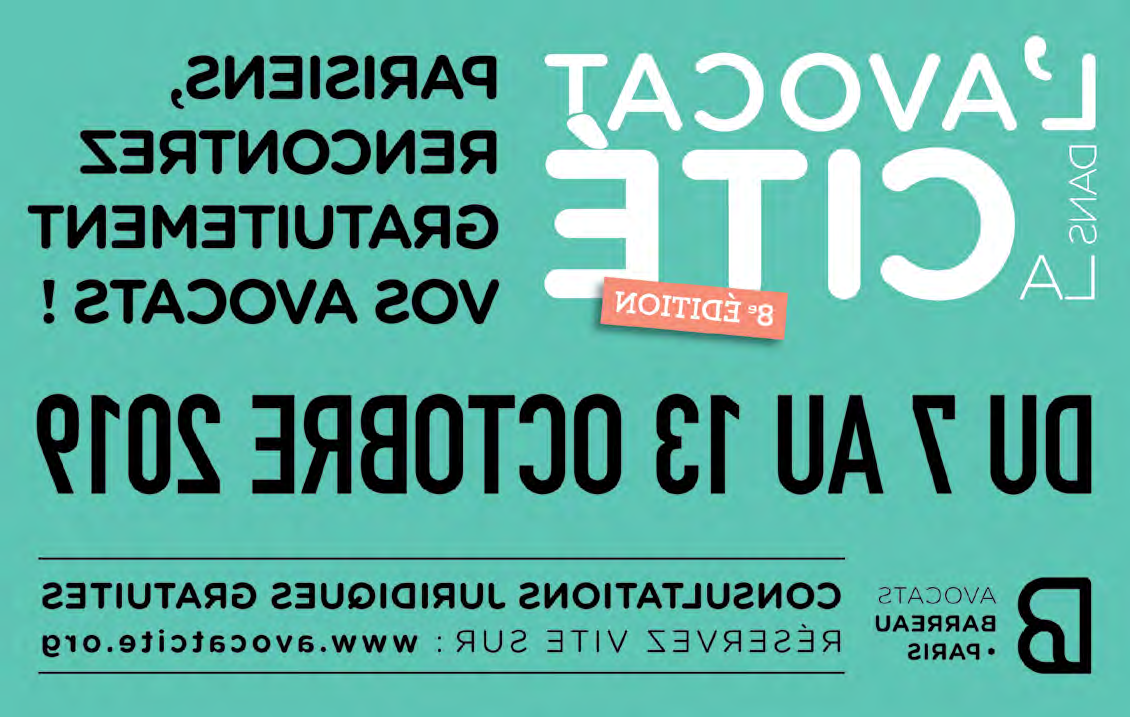 L'AVOCAT
DANS LA
CITÉ
8e ÉDITION
PARISIENS,
RENCONTREZ
GRATUITEMENT
VOS AVOCATS !
DU 7 AU 13 OCTOBRE 2019
AVOCATS
BARREAU
• PARIS
CONSULTATIONS JURIDIQUES GRATUITES
RÉSERVEZ VITE SUR : www.avocatcite.org